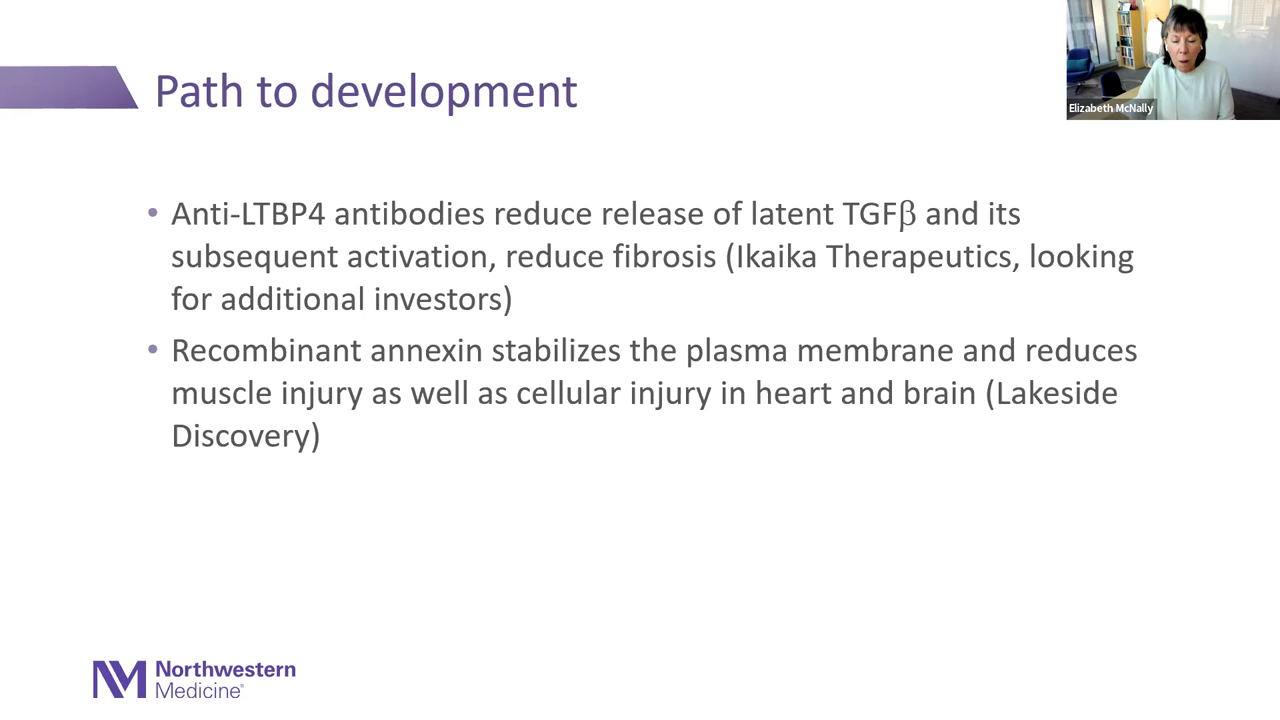 Path to development
Elizabeth McNally
• Anti-LTBP4 antibodies reduce release of latent TGFβ and its
subsequent activation, reduce fibrosis (Ikaika Therapeutics, looking
for additional investors)
• Recombinant annexin stabilizes the plasma membrane and reduces
muscle injury as well as cellular injury in heart and brain (Lakeside
Discovery)
NM Northwestern
Medicine®